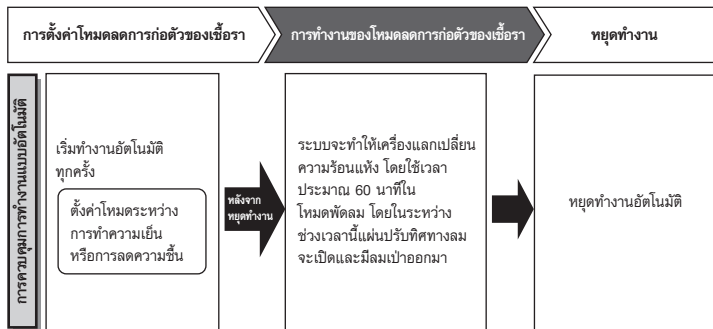 การตั้งค่าโหมดลดการก่อตัวของเชื้อรา
การทำงานของโหมดลดการก่อตัวของเชื้อรา
หยุดทำงาน
การควบคุมการทำงานแบบอัตโนมัติ
เริ่มทำงานอัตโนมัติ
ทุกครั้ง
ตั้งค่าโหมดระหว่าง
การทำความเย็น
หรือการลดความชื้น
หลังจาก
หยุดทำงาน
ระบบจะทำให้เครื่องแลกเปลี่ยน
ความร้อนแห้ง โดยใช้เวลา
ประมาณ 60 นาทีใน
โหมดพัดลม โดยในระหว่าง
ช่วงเวลานี้แผ่นปรับทิศทางลม
จะเปิดและมีลมเป่าออกมา
หยุดทำงานอัตโนมัติ